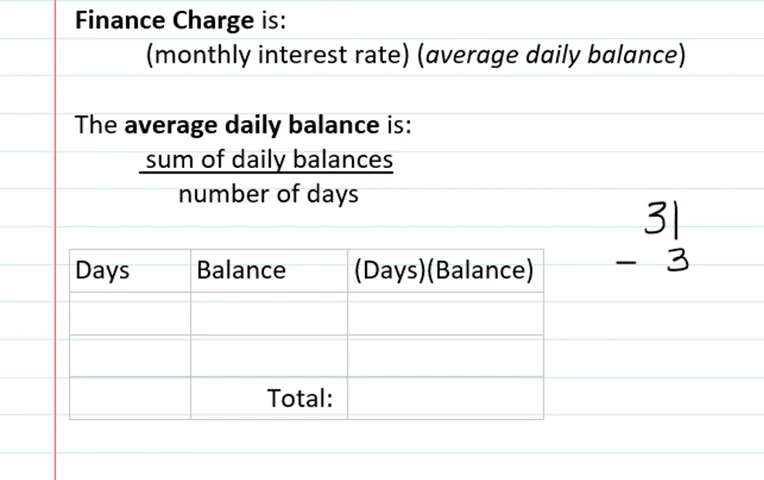 Finance Charge is:
(monthly interest rate) (average daily balance)
The average daily balance is:
sum of daily balances
number of days
31
- 3
Days Balance (Days)(Balance)
Total: